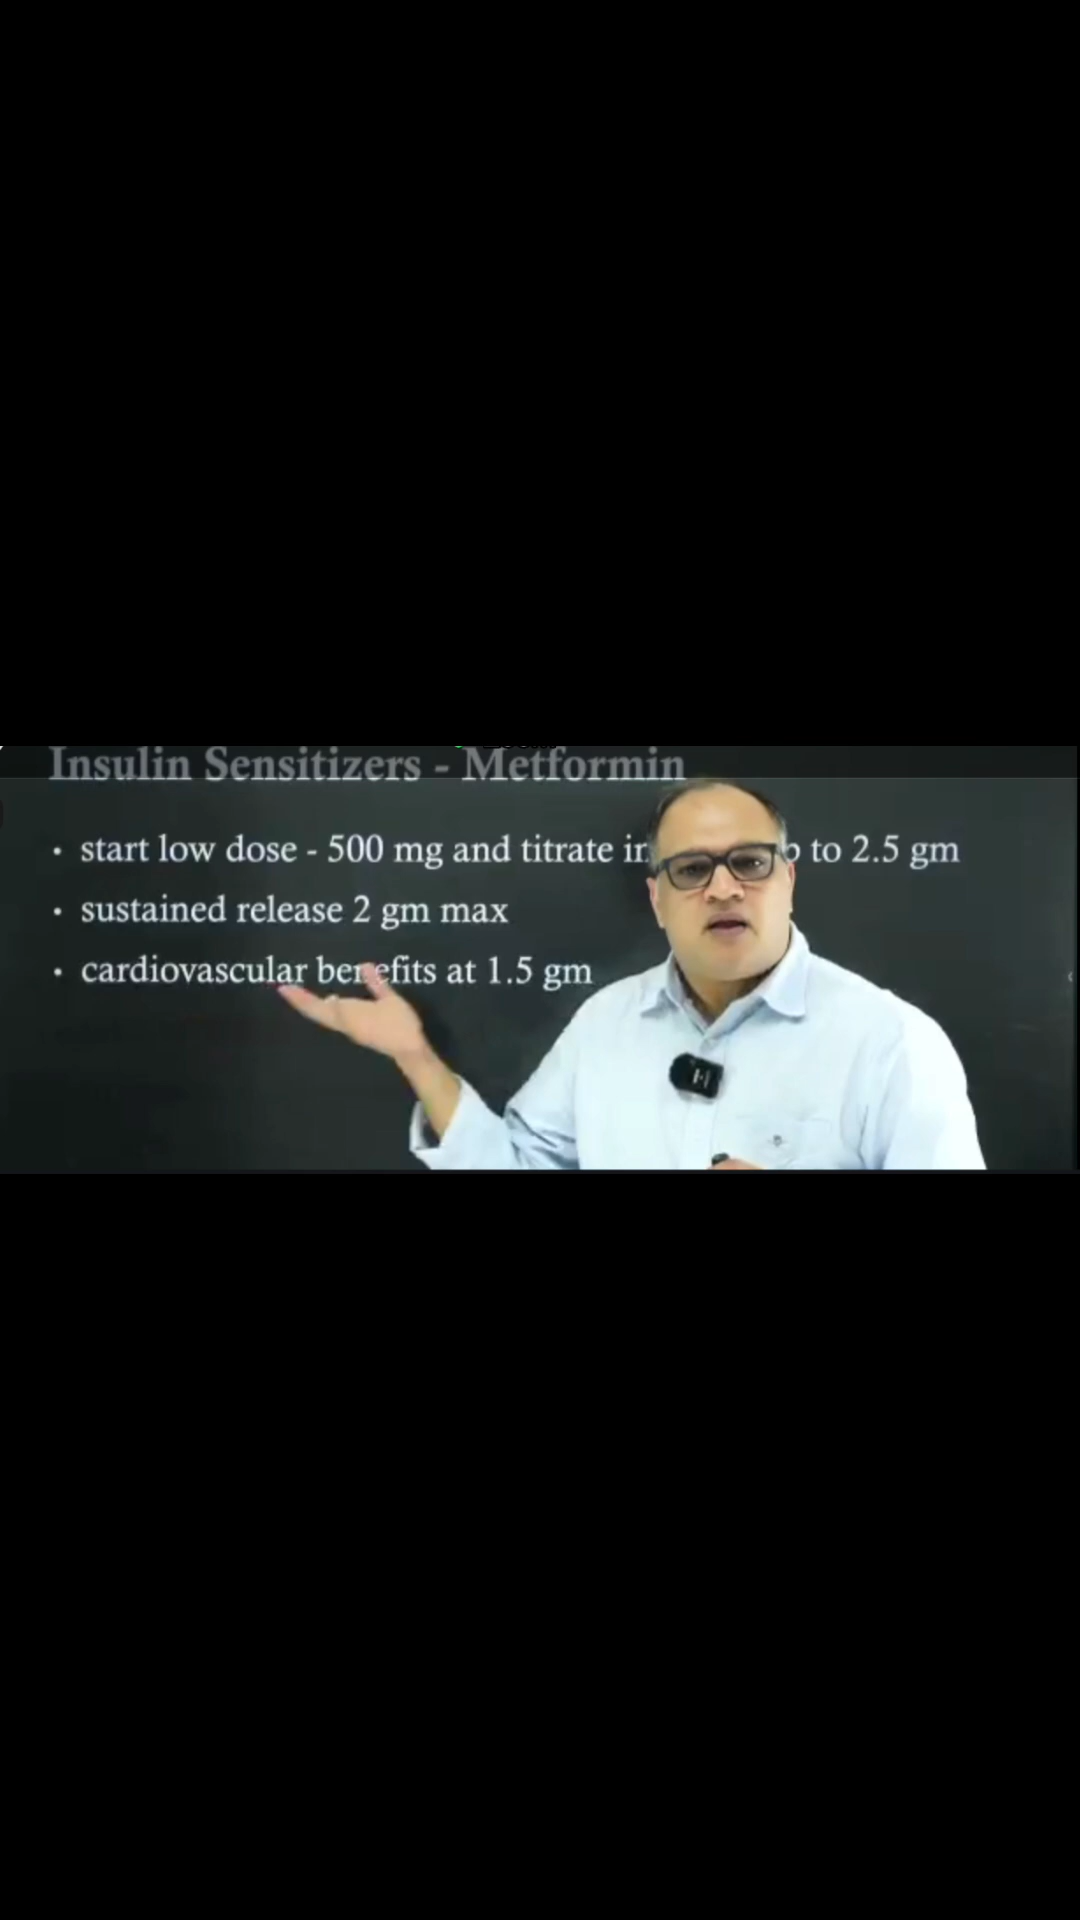 Insulin Sensitizers - Metformin
• start low dose - 500 mg and titrate to 2.5 gm
• sustained release 2 gm max
• cardiovascular benefits at 1.5 gm